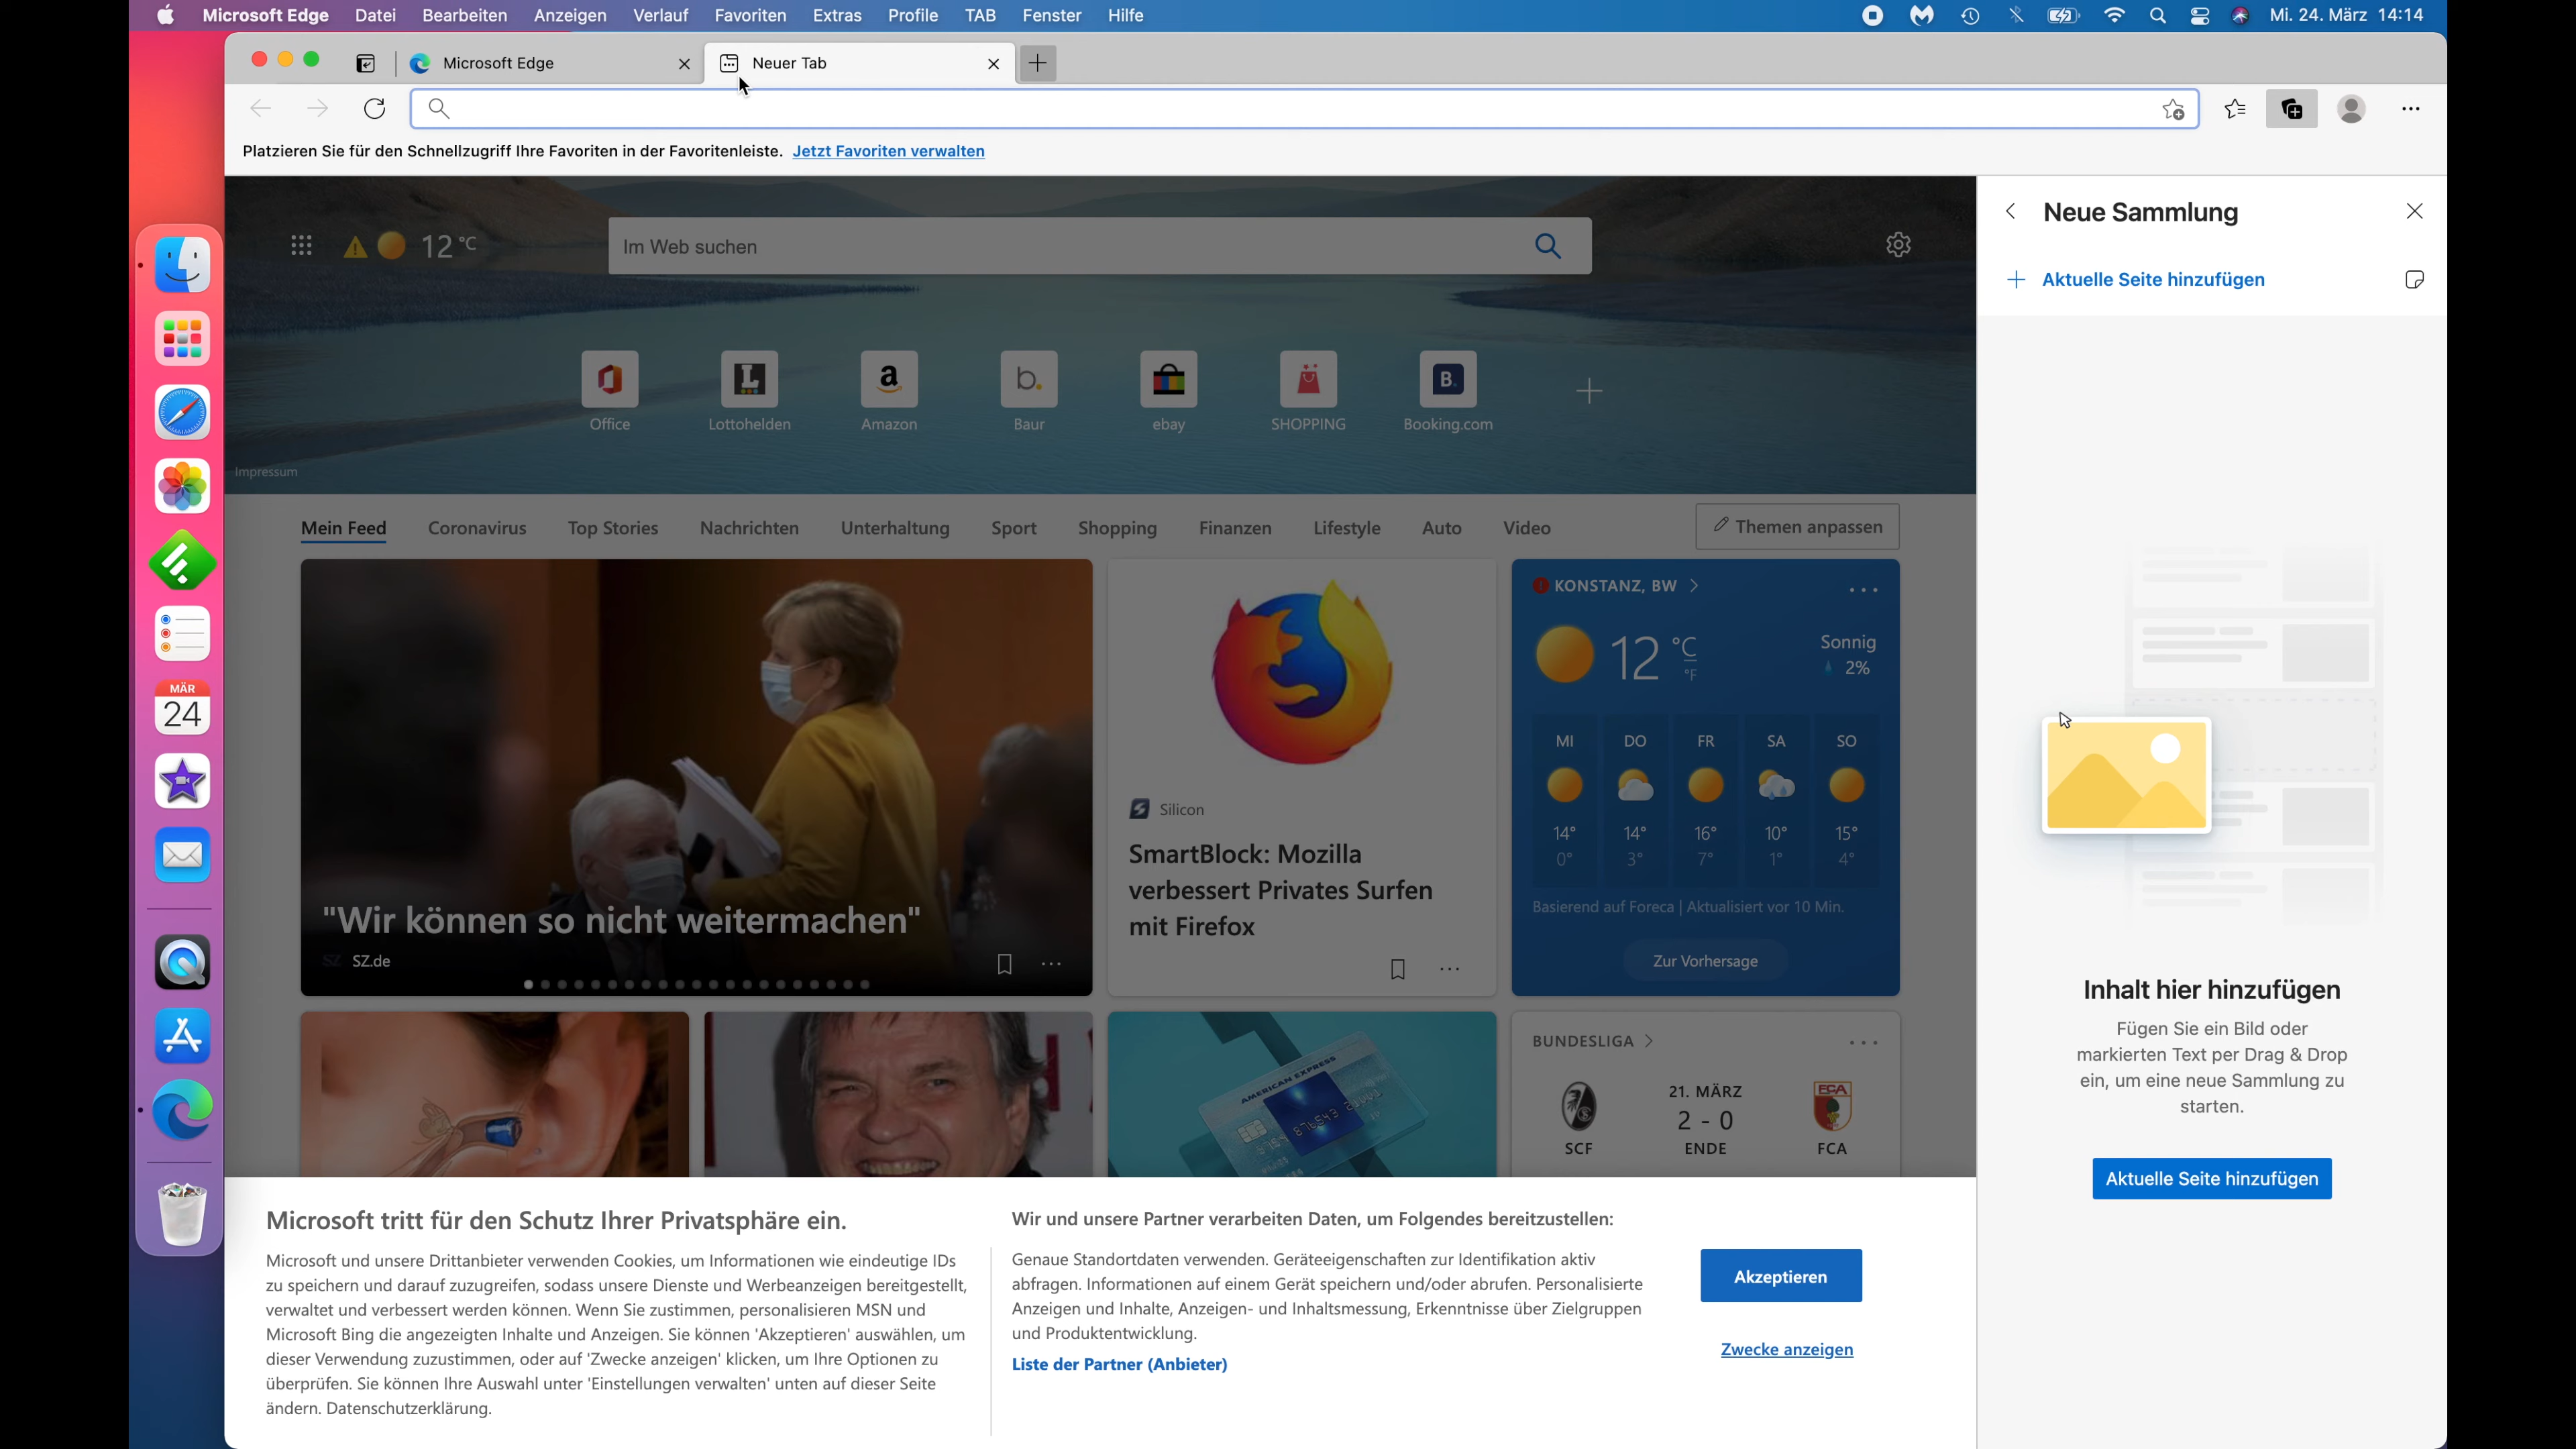 Microsoft Edge Datei Bearbeiten Anzeigen Verlauf Favoriten Extras Profile TAB Fenster Hilfe Mi. 24. März 14:14
Microsoft Edge
Neuer Tab
Platzieren Sie für den Schnellzugriff Ihre Favoriten in der Favoritenleiste. Jetzt Favoriten verwalten
12 °C
Im Web suchen
Office
Lottohelden
Amazon
Baur
ebay
SHOPPING
Booking.com
Impressum
Mein Feed Coronavirus Top Stories Nachrichten Unterhaltung Sport Shopping Finanzen Lifestyle Auto Video
Themen anpassen
"Wir können so nicht weitermachen"
SZ SZ.de
Silicon
SmartBlock: Mozilla
verbessert Privates Surfen
mit Firefox
KONSTANZ, BW
12 °C
°F
Sonnig
2%
MI DO FR SA SO
14° 14° 16° 10° 15°
0° 3° 7° 1° 4°
Basierend auf Foreca | Aktualisiert vor 10 Min.
Zur Vorhersage
AMERICAN EXPRESS
BUNDESLIGA
21. MÄRZ
2 - 0
SCF ENDE FCA
FCA
MÄR
24
Microsoft tritt für den Schutz Ihrer Privatsphäre ein.
Microsoft und unsere Drittanbieter verwenden Cookies, um Informationen wie eindeutige IDs
zu speichern und darauf zuzugreifen, sodass unsere Dienste und Werbeanzeigen bereitgestellt,
verwaltet und verbessert werden können. Wenn Sie zustimmen, personalisieren MSN und
Microsoft Bing die angezeigten Inhalte und Anzeigen. Sie können 'Akzeptieren' auswählen, um
dieser Verwendung zuzustimmen, oder auf 'Zwecke anzeigen' klicken, um Ihre Optionen zu
überprüfen. Sie können Ihre Auswahl unter 'Einstellungen verwalten' unten auf dieser Seite
ändern. Datenschutzerklärung.
Wir und unsere Partner verarbeiten Daten, um Folgendes bereitzustellen:
Genaue Standortdaten verwenden. Geräteeigenschaften zur Identifikation aktiv
abfragen. Informationen auf einem Gerät speichern und/oder abrufen. Personalisierte
Anzeigen und Inhalte, Anzeigen- und Inhaltsmessung, Erkenntnisse über Zielgruppen
und Produktentwicklung.
Liste der Partner (Anbieter)
Akzeptieren
Zwecke anzeigen
Neue Sammlung
Aktuelle Seite hinzufügen
Inhalt hier hinzufügen
Fügen Sie ein Bild oder
markierten Text per Drag & Drop
ein, um eine neue Sammlung zu
starten.
Aktuelle Seite hinzufügen